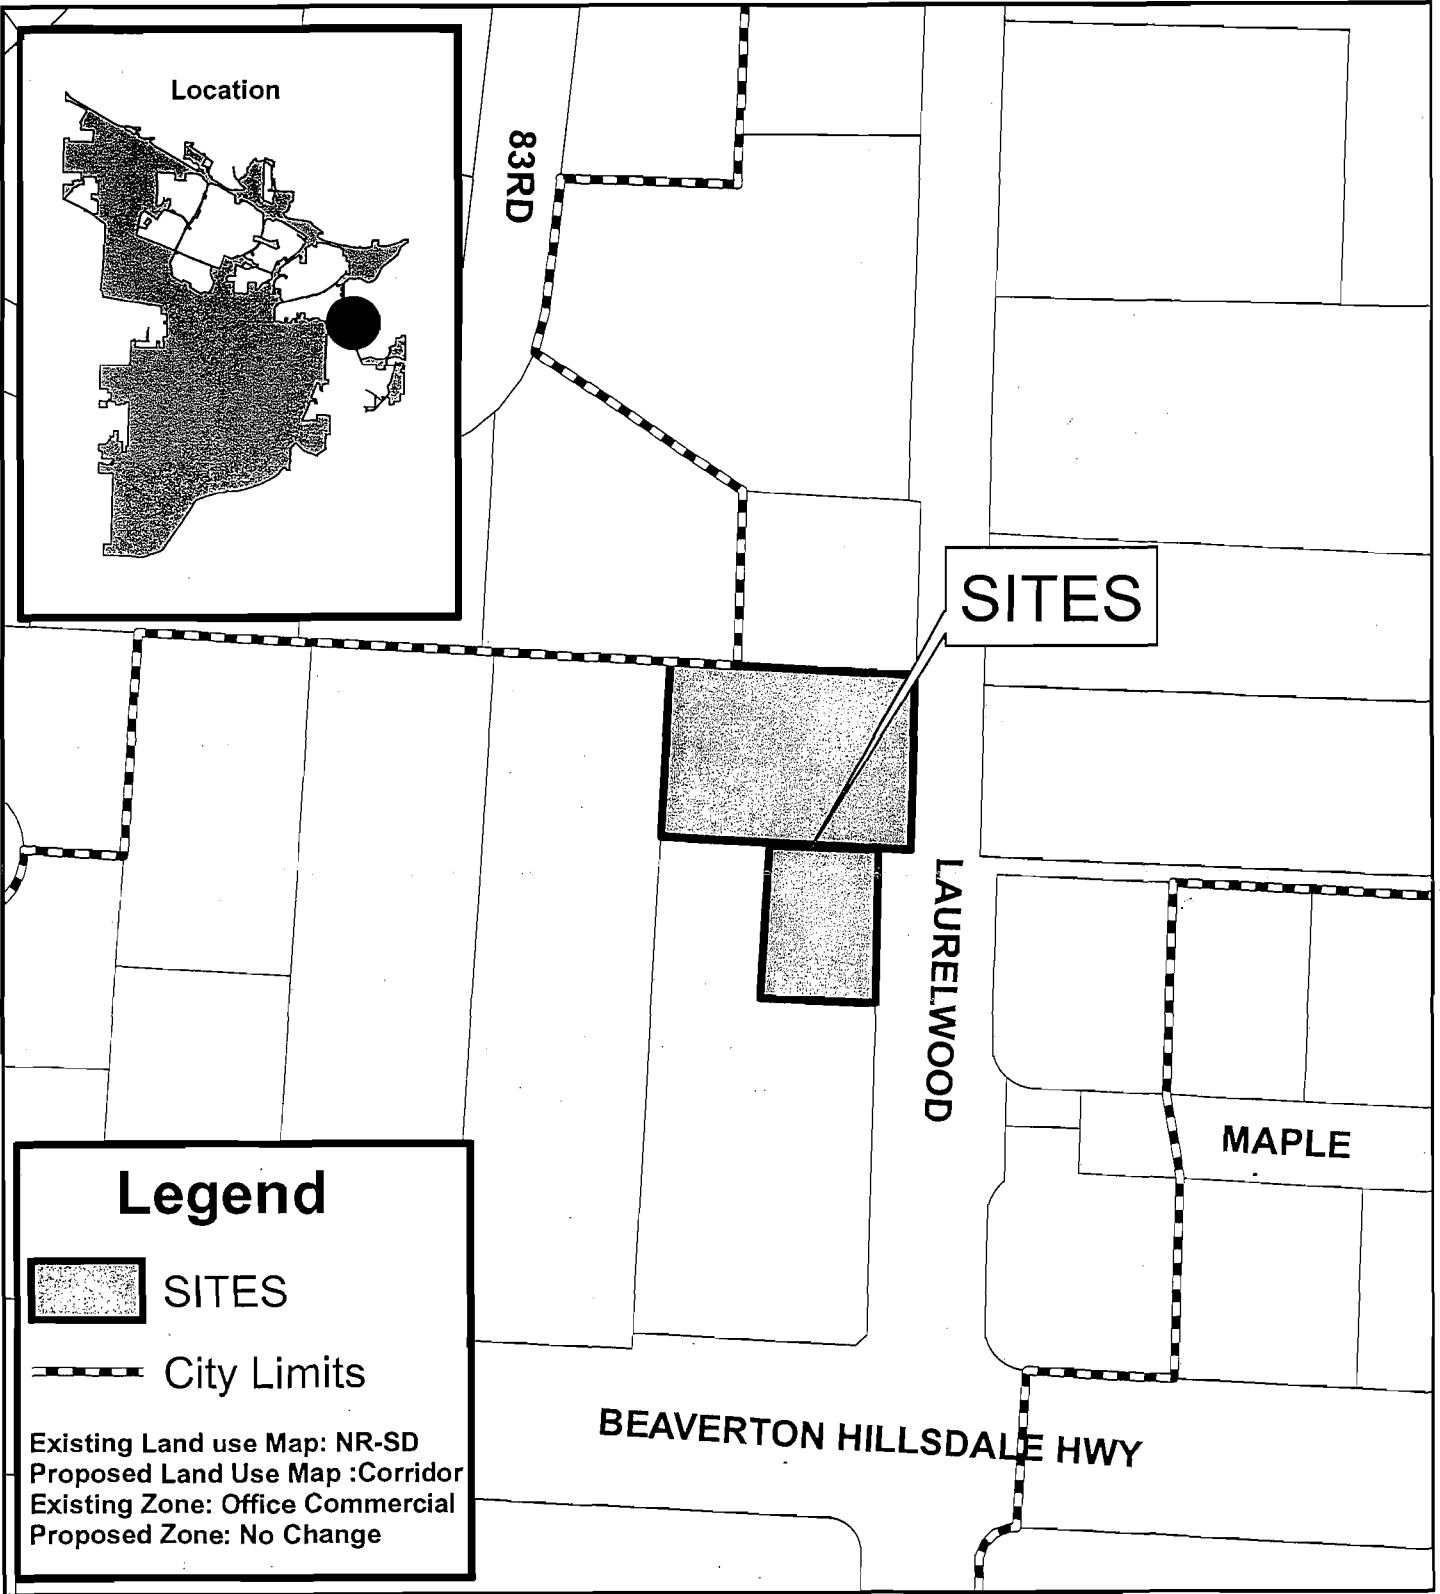 Location
83RD
SITES
LAURELWOOD
MAPLE
BEAVERTON HILLSDALE HWY
Legend
SITES
City Limits
Existing Land use Map: NR-SD
Proposed Land Use Map :Corridor
Existing Zone: Office Commercial
Proposed Zone: No Change